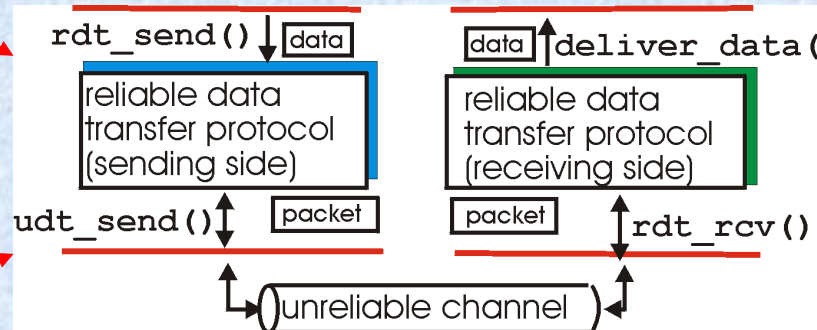 rdt_send()
data
data
deliver_data(
reliable data
transfer protocol
(sending side)
reliable data
transfer protocol
(receiving side)
udt_send()
packet
packet
rdt_rcv()
unreliable channel